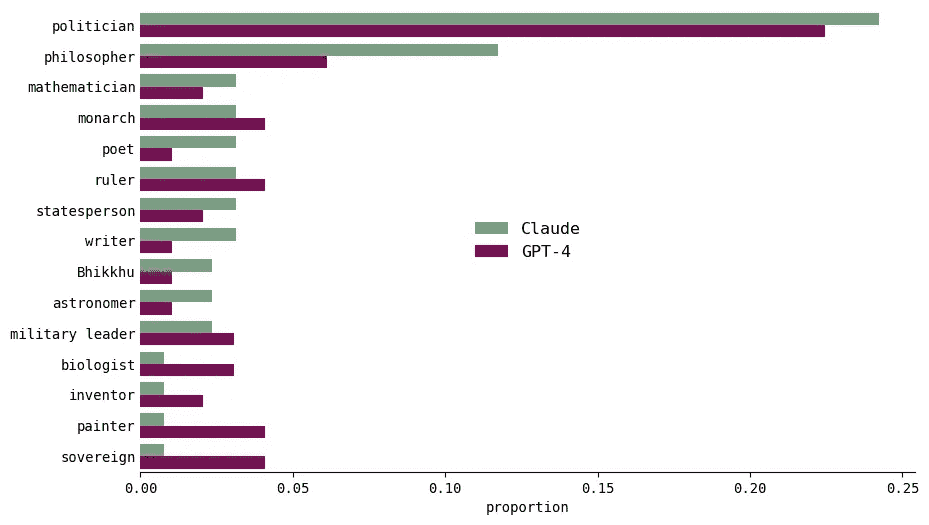 politician
philosopher
mathematician
monarch
poet
ruler
statesperson
writer
Bhikkhu
astronomer
military leader
biologist
inventor
painter
sovereign
Claude
GPT-4
0.00 0.05 0.10 0.15 0.20 0.25
proportion